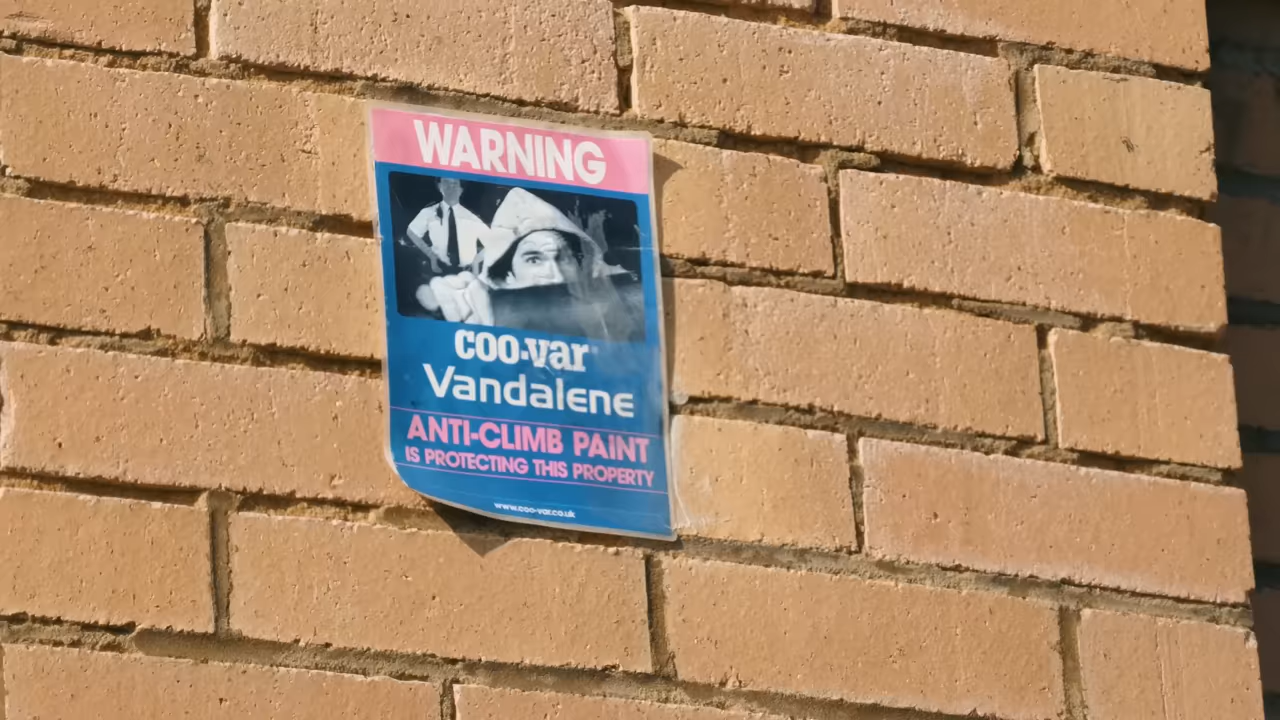 WARNING
coo-var
Vandalene
ANTI-CLIMB PAINT
IS PROTECTING THIS PROPERTY
www.coo-var.co.uk